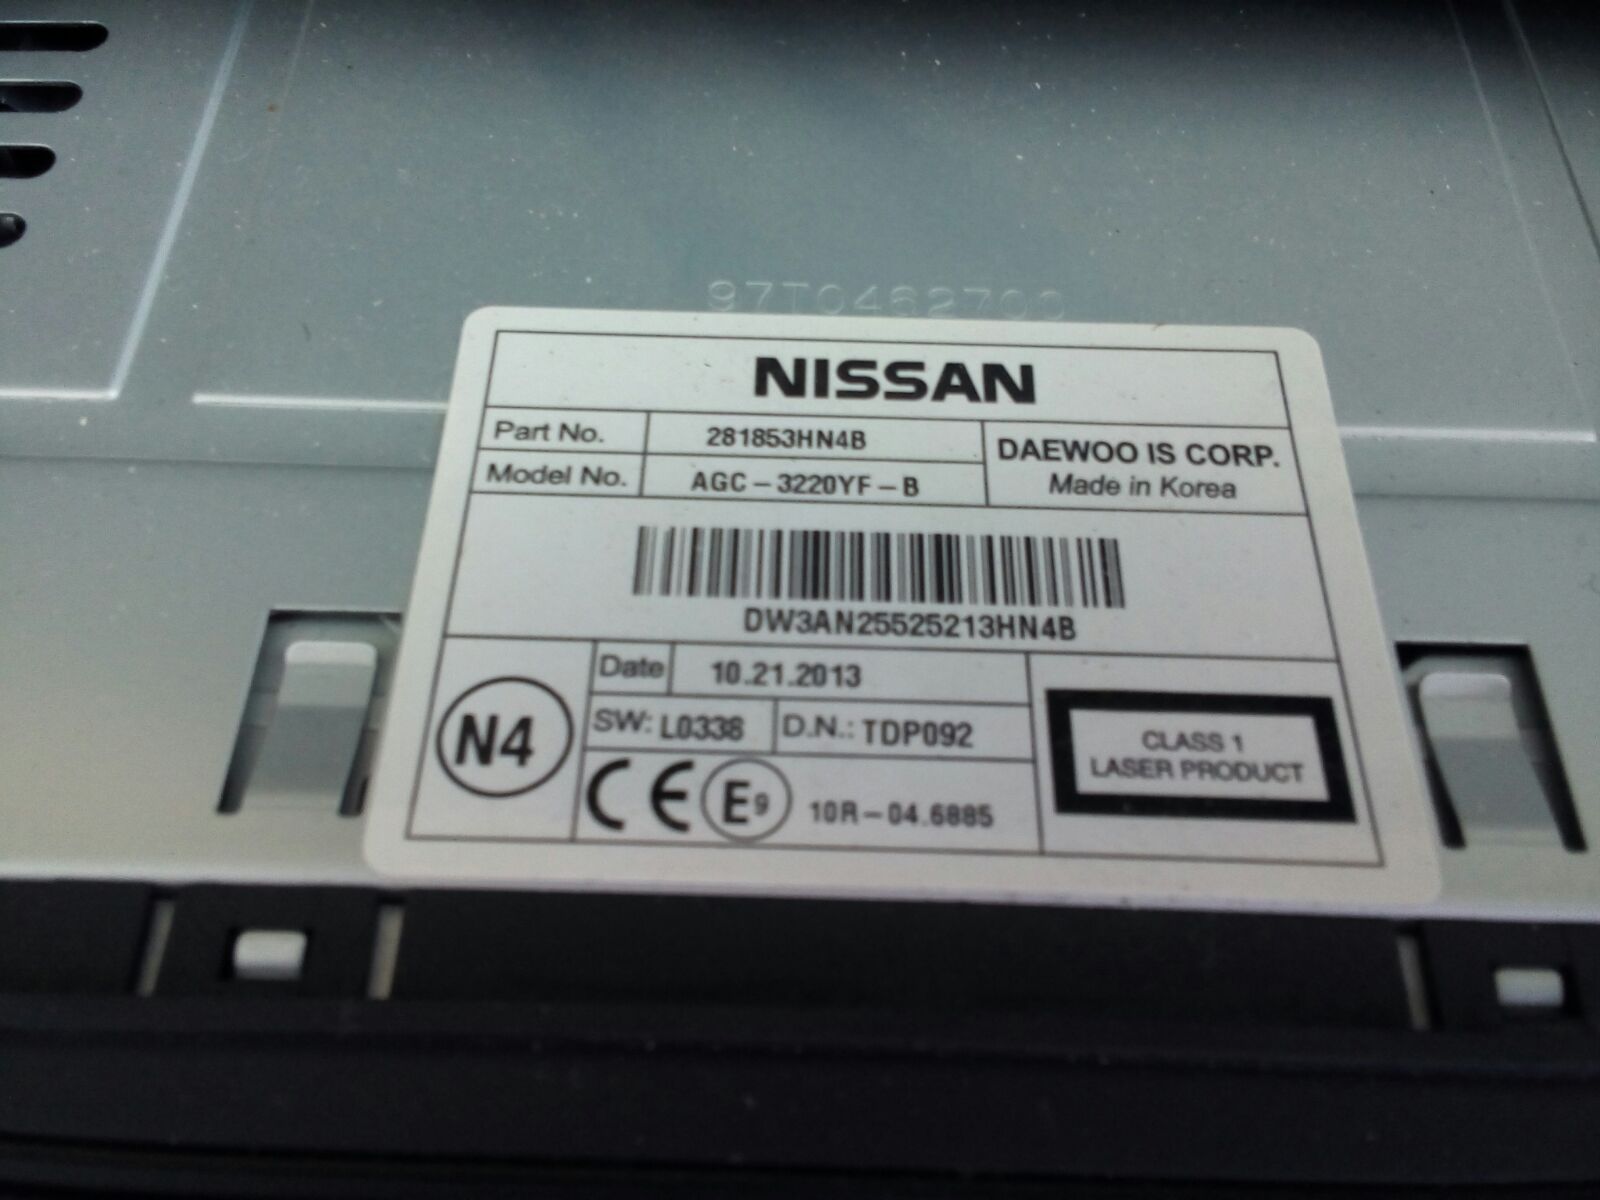 97T0462700
NISSAN
Part No. 281853HN4B
Model No. AGC-3220YF-B
DAEWOO IS CORP.
Made in Korea
DW3AN25525213HN4B
N4
Date 10.21.2013
SW: L0338 D.N.: TDP092
CE E9 10R-04.6885
CLASS 1
LASER PRODUCT